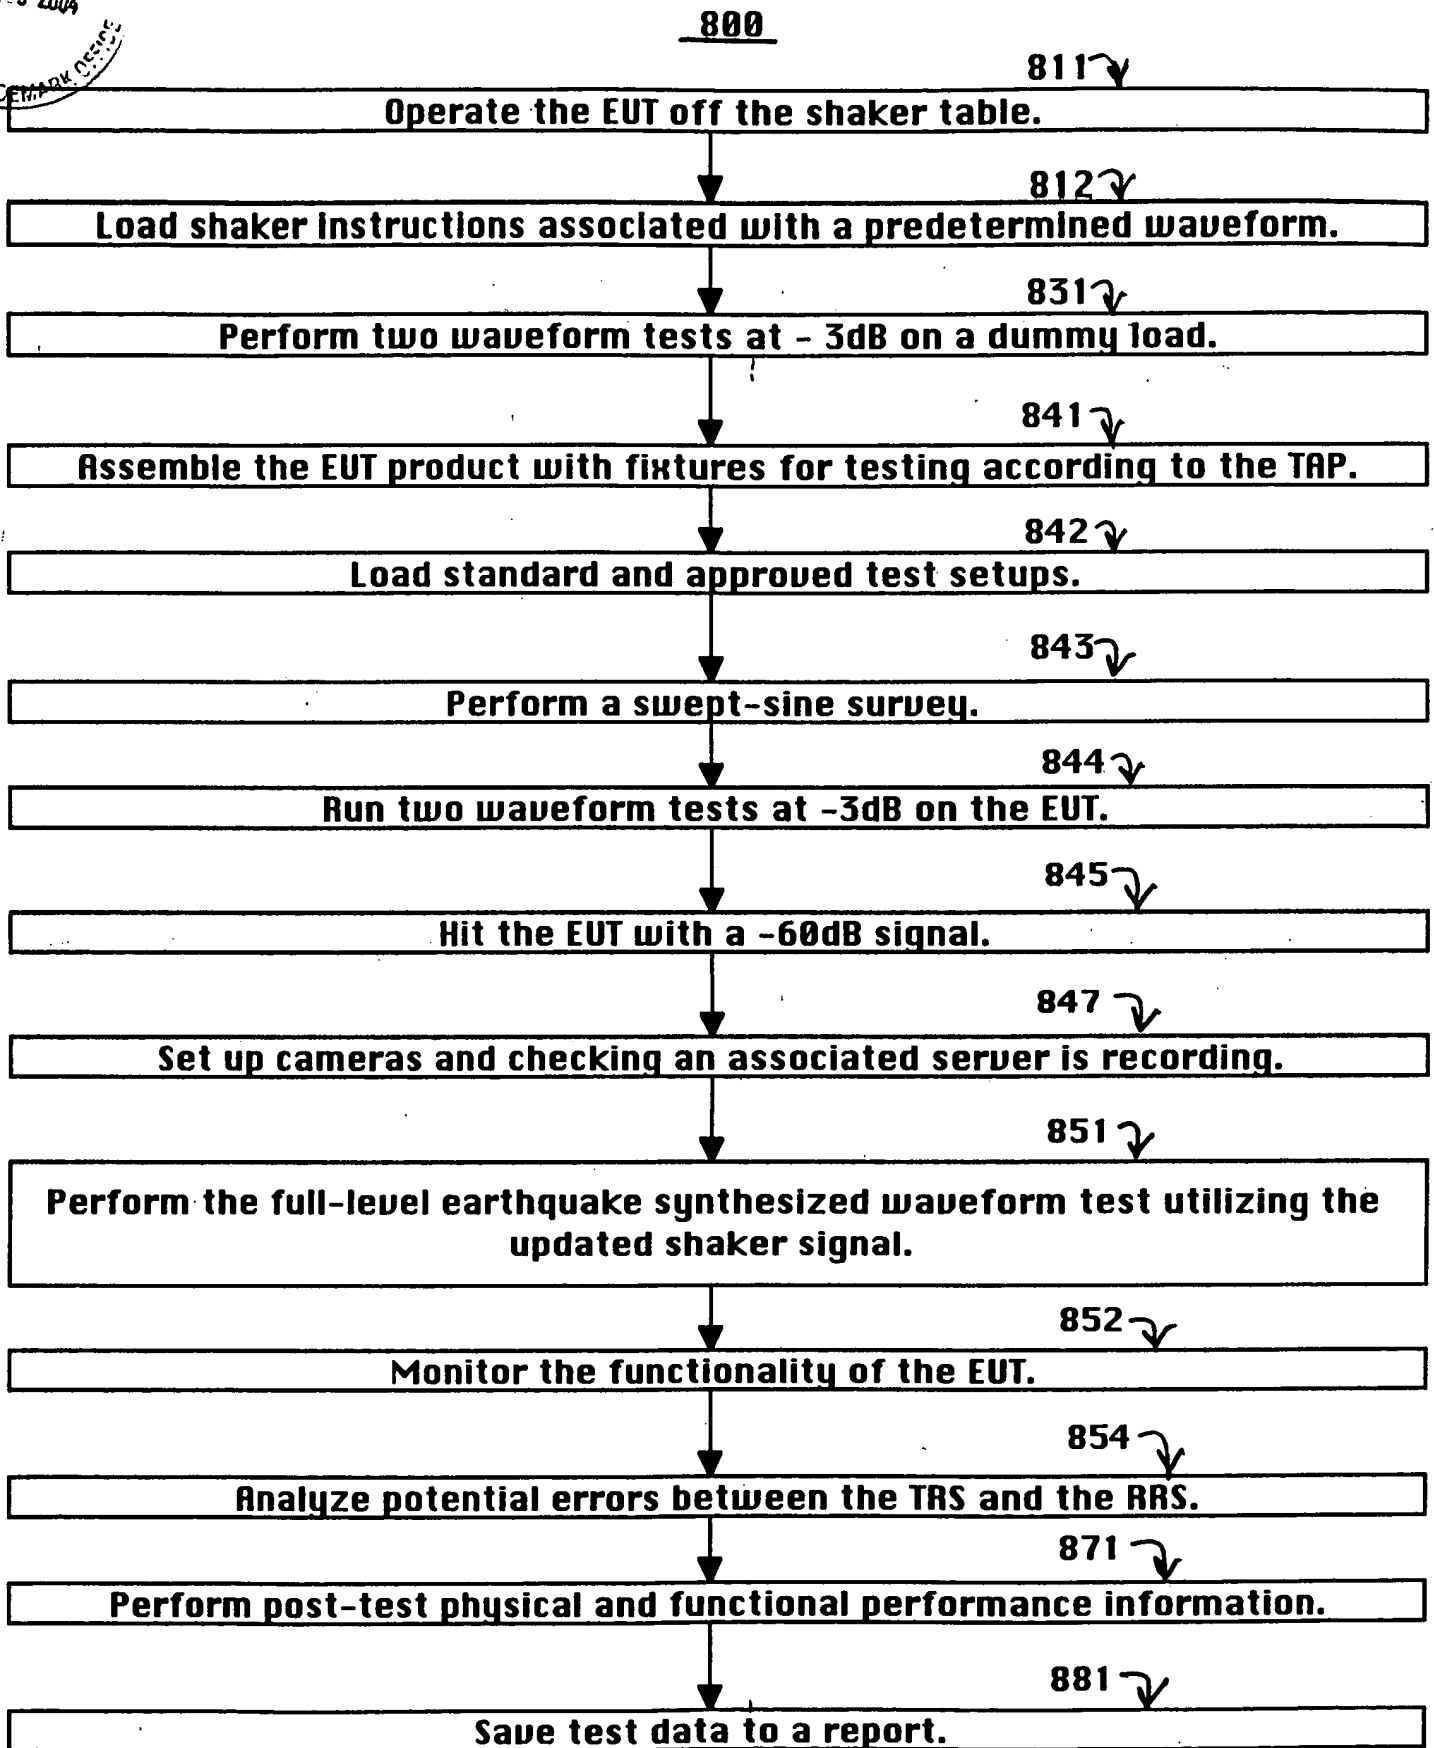 2004
EMARK OFFICE
800
811
Operate the EUT off the shaker table.
812
Load shaker instructions associated with a predetermined waveform.
831
Perform two waveform tests at - 3dB on a dummy load.
841
Assemble the EUT product with fixtures for testing according to the TAP.
842
Load standard and approved test setups.
843
Perform a swept-sine survey.
844
Run two waveform tests at -3dB on the EUT.
845
Hit the EUT with a -60dB signal.
847
Set up cameras and checking an associated server is recording.
851
Perform the full-level earthquake synthesized waveform test utilizing the
updated shaker signal.
852
Monitor the functionality of the EUT.
854
Analyze potential errors between the TRS and the RRS.
871
Perform post-test physical and functional performance information.
881
Save test data to a report.